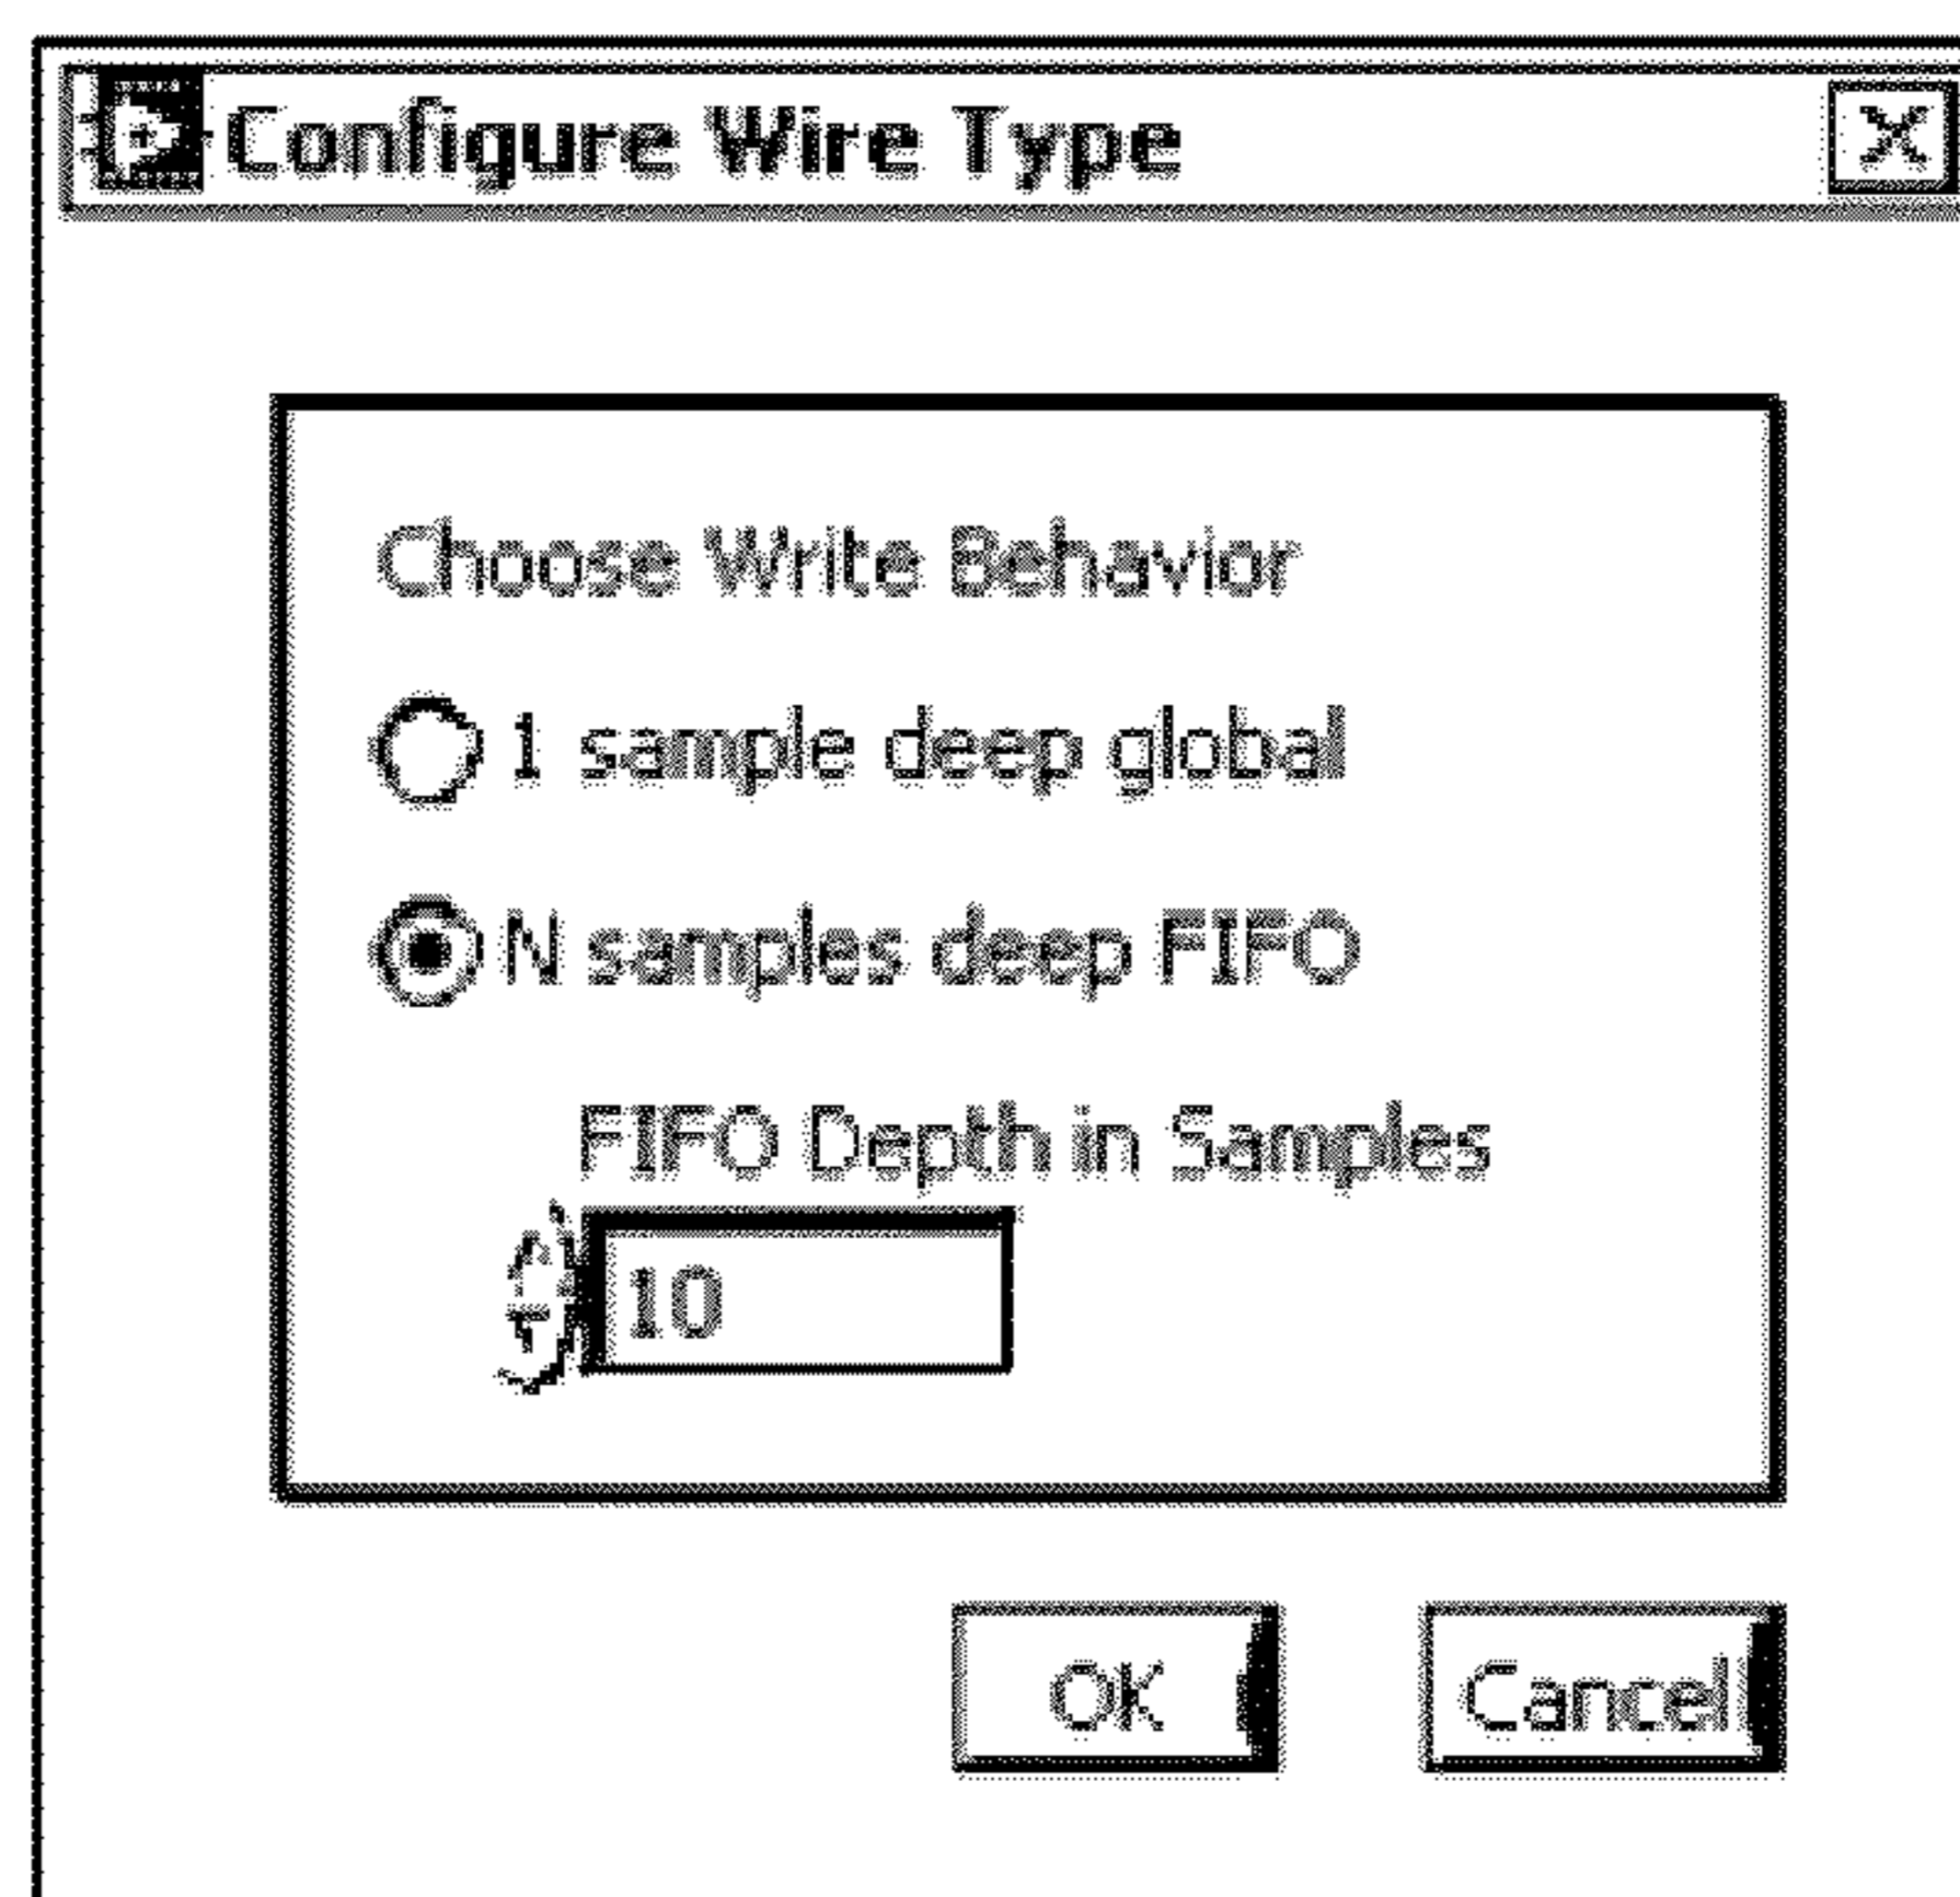 Configure Wire Type
Choose Write Behavior
1 sample deep global
N samples deep FIFO
FIFO Depth in Samples
10
OK Cancel